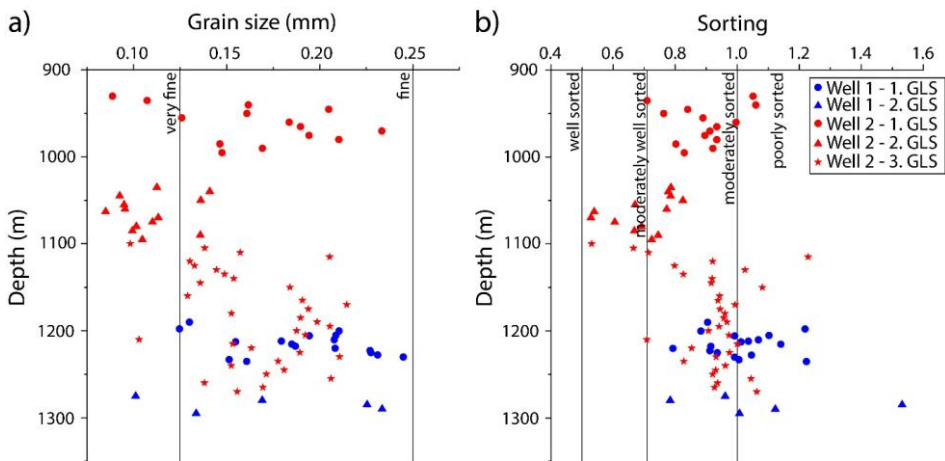 a)
Grain size (mm)
0.10 0.15 0.20 0.25
Depth (m)
900
1000
1100
1200
1300
very fine
fine
b)
Sorting
0.4 0.6 0.8 1.0 1.2 1.4 1.6
Depth (m)
900
1000
1100
1200
1300
well sorted
moderately well sorted
moderately sorted
poorly sorted
Well 1 - 1. GLS
Well 1 - 2. GLS
Well 2 - 1. GLS
Well 2 - 2. GLS
Well 2 - 3. GLS